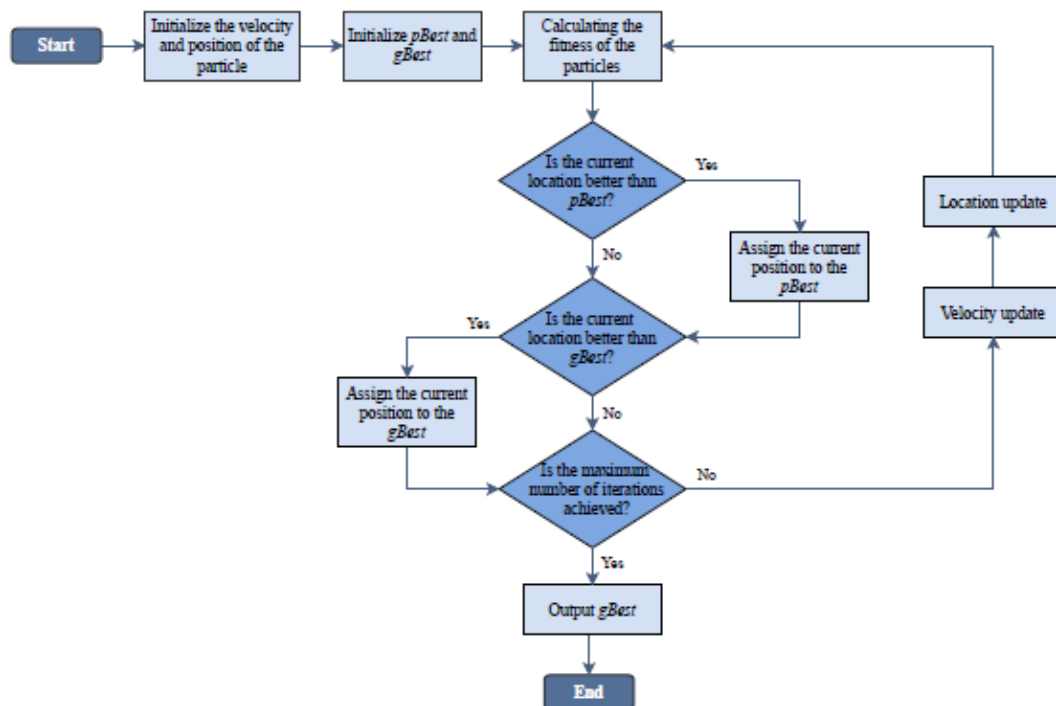 Start
Initialize the velocity
and position of the
particle
Initialize pBest and
gBest
Calculating the
fitness of the
particles
Is the current
location better than
pBest?
Yes
No
Assign the current
position to the
pBest
Location update
Velocity update
Is the current
location better than
gBest?
Yes
No
Assign the current
position to the
gBest
Is the maximum
number of iterations
achieved?
No
Yes
Output gBest
End